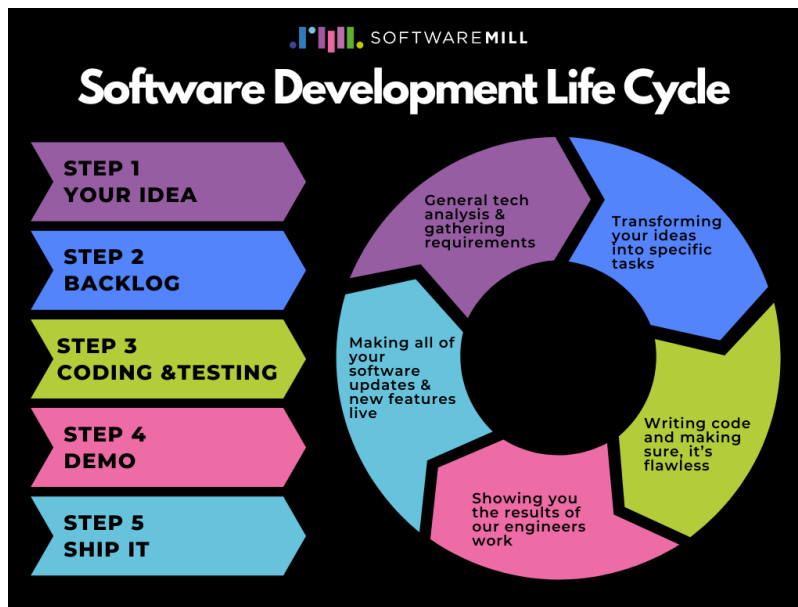 SOFTWAREMILL
Software Development Life Cycle
STEP 1
YOUR IDEA
STEP 2
BACKLOG
STEP 3
CODING &TESTING
STEP 4
DEMO
STEP 5
SHIP IT
General tech
analysis &
gathering
requirements
Transforming
your ideas
into specific
tasks
Writing code
and making
sure, it's
flawless
Showing you
the results of
our engineers
work
Making all of
your
software
updates &
new features
live